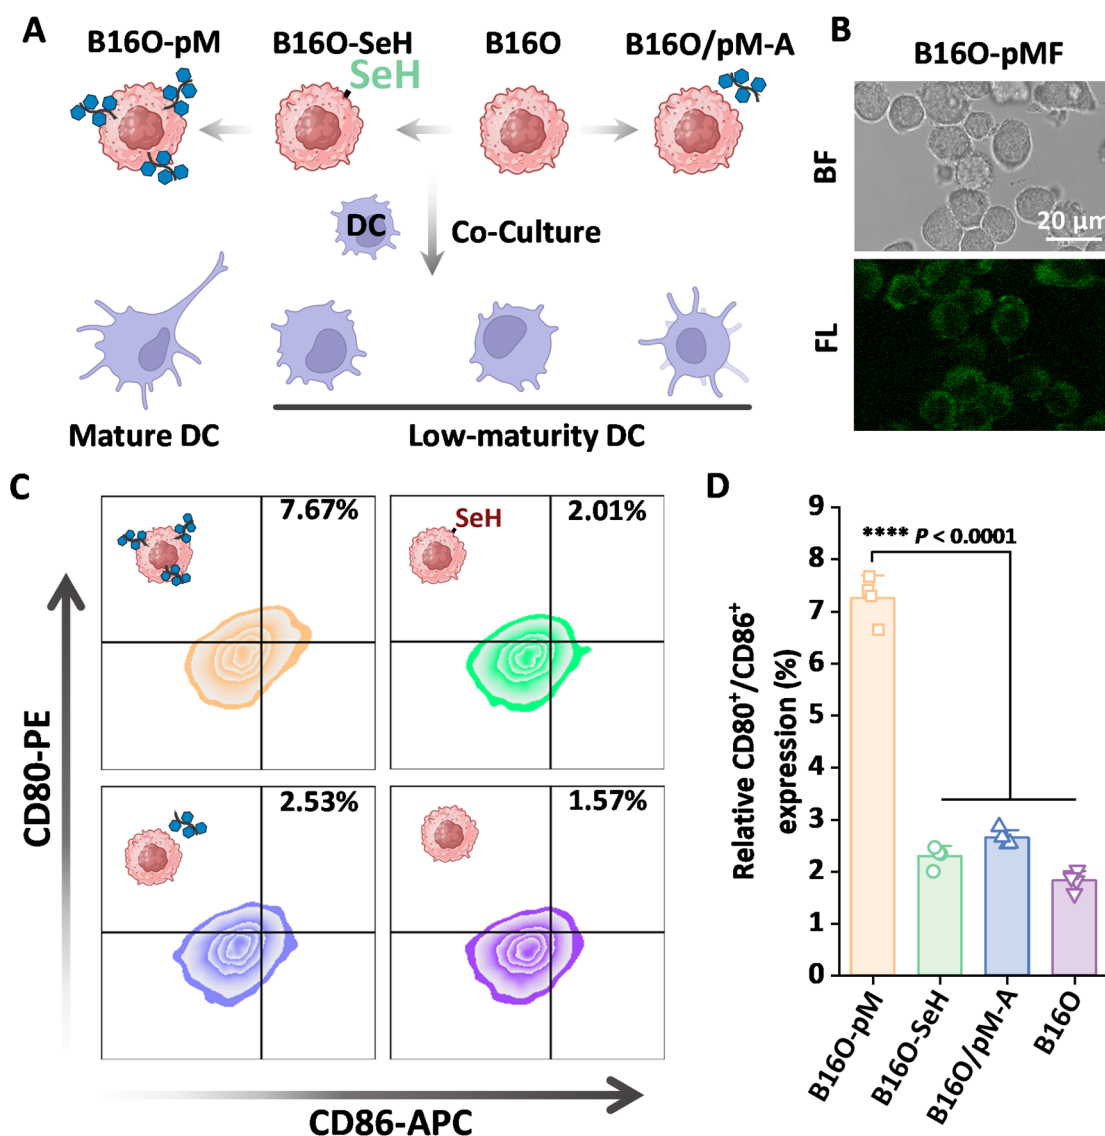 A
B16O-pM
B16O-SeH
B16O
B16O/pM-A
SeH
DC
Co-Culture
Mature DC
Low-maturity DC
B
B16O-pMF
BF
20 μm
FL
C
7.67%
SeH
2.01%
2.53%
1.57%
CD80-PE
CD86-APC
D
Relative CD80⁺/CD86⁺
expression (%)
9
8
7
6
5
4
3
2
1
0
**** P < 0.0001
B16O-pM
B16O-SeH
B16O/pM-A
B16O